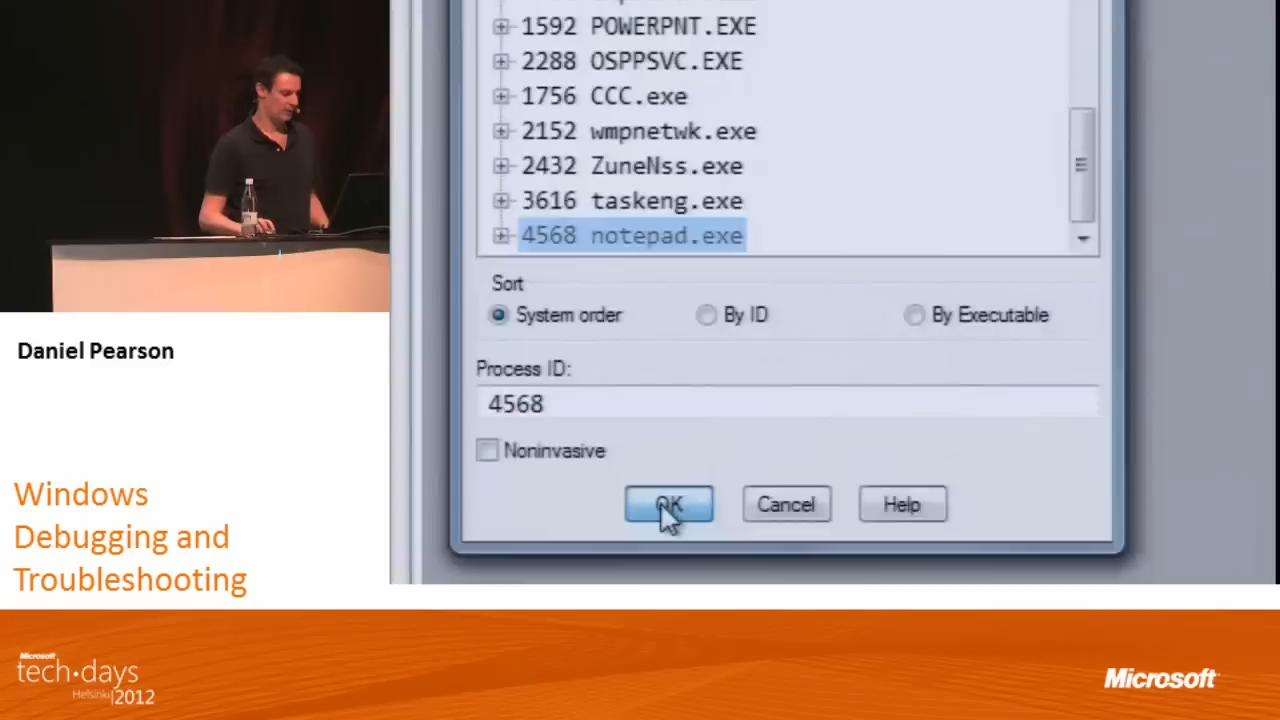 1592 POWERPNT.EXE
2288 OSPPSVC.EXE
1756 CCC.exe
2152 wmpnetwk.exe
2432 ZuneNss.exe
3616 taskeng.exe
4568 notepad.exe
Sort
System order
By ID
By Executable
Process ID:
4568
Noninvasive
OK
Cancel
Help
Daniel Pearson
Windows
Debugging and
Troubleshooting
Microsoft
tech·days
Helsinki|2012
Microsoft